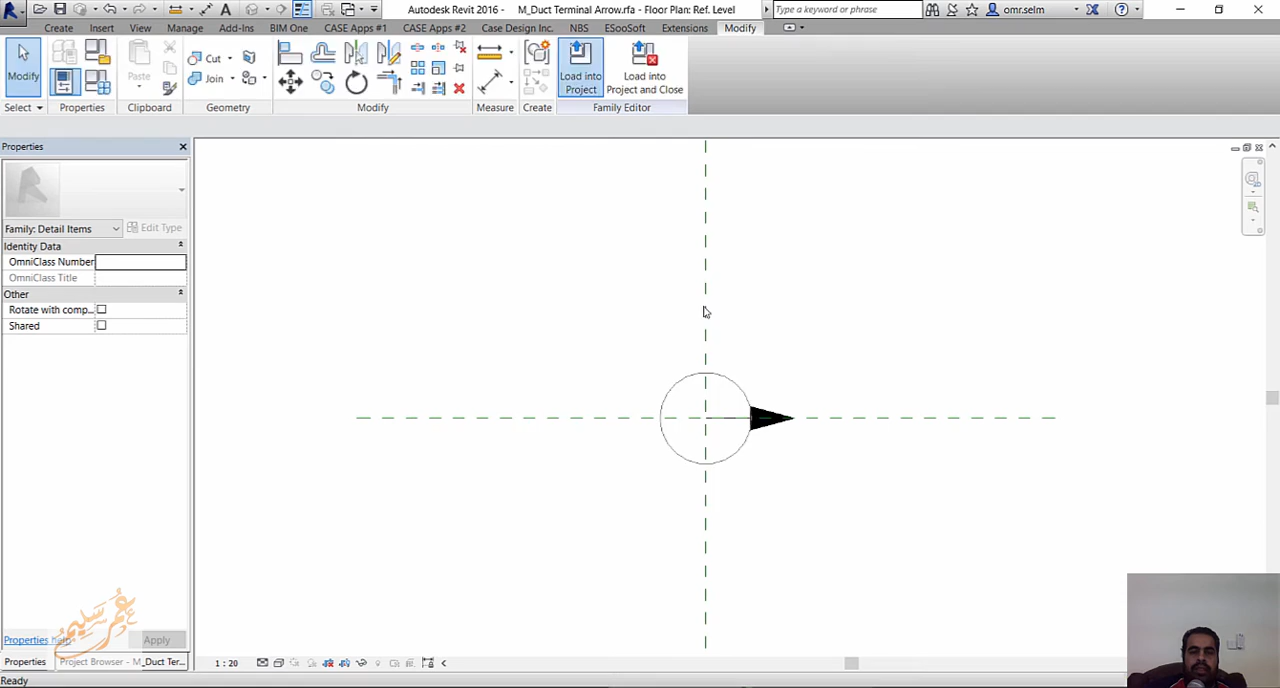 Autodesk Revit 2016 - M_Duct Terminal Arrow.rfa - Floor Plan: Ref. Level
Type a keyword or phrase
omr.selm
Create Insert View Manage Add-Ins BIM One CASE Apps #1 CASE Apps #2 Case Design Inc. NBS ESooSoft Extensions Modify
Modify
Paste
Cut
Join
Load into Project
Load into Project and Close
Select Properties Clipboard Geometry Modify Measure Create Family Editor
Properties
Family: Detail Items
Edit Type
Identity Data
OmniClass Number
OmniClass Title
Other
Rotate with comp...
Shared
عمر سليم
Properties help
Apply
Properties
Project Browser - M_Duct Ter...
1 : 20
Ready